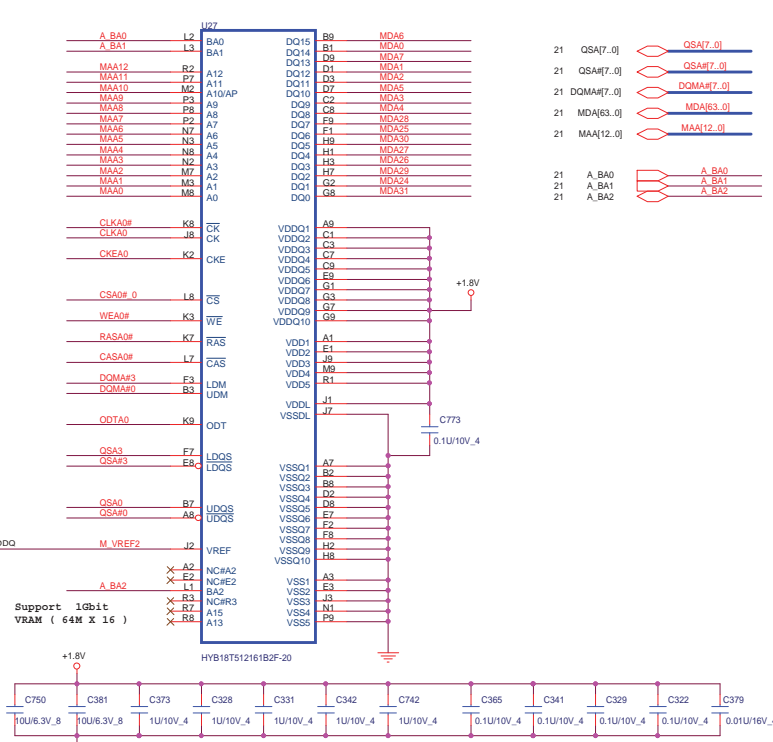 U27
A_BA0 L2 BA0 DQ15 B9 MDA6
A_BA1 L3 BA1 DQ14 B1 MDA0
DQ13 D9 MDA7
MAA12 R2 A12 DQ12 D1 MDA1
MAA11 P7 A11 DQ11 D3 MDA2
MAA10 M2 A10/AP DQ10 D7 MDA5
MAA9 P3 A9 DQ9 C2 MDA3
MAA8 P8 A8 DQ8 C8 MDA4
MAA7 P2 A7 DQ7 F9 MDA28
MAA6 N7 A6 DQ6 F1 MDA25
MAA5 N3 A5 DQ5 H9 MDA30
MAA4 N8 A4 DQ4 H1 MDA27
MAA3 N2 A3 DQ3 H3 MDA26
MAA2 M7 A2 DQ2 H7 MDA29
MAA1 M3 A1 DQ1 G2 MDA24
MAA0 M8 A0 DQ0 G8 MDA31
21 QSA[7..0] QSA[7..0]
21 QSA#[7..0] QSA#[7..0]
21 DQMA#[7..0] DQMA#[7..0]
21 MDA[63..0] MDA[63..0]
21 MAA[12..0] MAA[12..0]
21 A_BA0 A_BA0
21 A_BA1 A_BA1
21 A_BA2 A_BA2
CLKA0# K8 CK
CLKA0 J8 CK
CKEA0 K2 CKE
CSA0#_0 L8 CS
WEA0# K3 WE
RASA0# K7 RAS
CASA0# L7 CAS
DQMA#3 F3 LDM
DQMA#0 B3 UDM
ODTA0 K9 ODT
QSA3 F7 LDQS
QSA#3 E8 LDQS
QSA0 B7 UDQS
QSA#0 A8 UDQS
DDQ M_VREF2 J2 VREF
A2 NC#A2
E2 NC#E2
A_BA2 L1 BA2
R3 NC#R3
R7 A15
R8 A13
VDDQ1 A9
VDDQ2 C1
VDDQ3 C3
VDDQ4 C7
VDDQ5 C9
VDDQ6 E9
VDDQ7 G1
VDDQ8 G3
VDDQ9 G7
VDDQ10 G9
+1.8V
VDD1 A1
VDD2 E1
VDD3 J9
VDD4 M9
VDD5 R1
VDDL J1
VSSDL J7
C773
0.1U/10V_4
VSSQ1 A7
VSSQ2 B2
VSSQ3 B8
VSSQ4 D2
VSSQ5 D8
VSSQ6 E7
VSSQ7 F2
VSSQ8 F8
VSSQ9 H2
VSSQ10 H8
VSS1 A3
VSS2 E3
VSS3 J3
VSS4 N1
VSS5 P9
Support 1Gbit
VRAM ( 64M X 16 )
HYB18T512161B2F-20
+1.8V
C750 C381 C373 C328 C331 C342 C742 C365 C341 C329 C322 C379
10U/6.3V_8 10U/6.3V_8 1U/10V_4 1U/10V_4 1U/10V_4 1U/10V_4 1U/10V_4 0.1U/10V_4 0.1U/10V_4 0.1U/10V_4 0.1U/10V_4 0.01U/16V_4